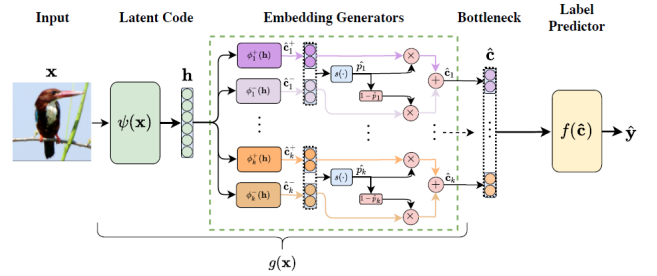 Input
Latent Code
Embedding Generators
Bottleneck
Label
Predictor
x
ψ(x)
h
ϕ₁⁺(h)
ĉ₁⁺
ϕ₁⁻(h)
ĉ₁⁻
s(·)
p̂₁
1-p̂₁
×
×
+
ĉ₁
ϕₖ⁺(h)
ĉₖ⁺
ϕₖ⁻(h)
ĉₖ⁻
s(·)
p̂ₖ
1-p̂ₖ
×
×
+
ĉₖ
ĉ
f(ĉ)
ŷ
g(x)